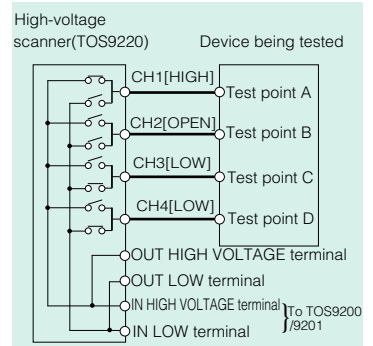 High-voltage
scanner(TOS9220)
Device being tested
CH1[HIGH]
Test point A
CH2[OPEN]
Test point B
CH3[LOW]
Test point C
CH4[LOW]
Test point D
OUT HIGH VOLTAGE terminal
OUT LOW terminal
IN HIGH VOLTAGE terminal
IN LOW terminal
To TOS9200
/9201